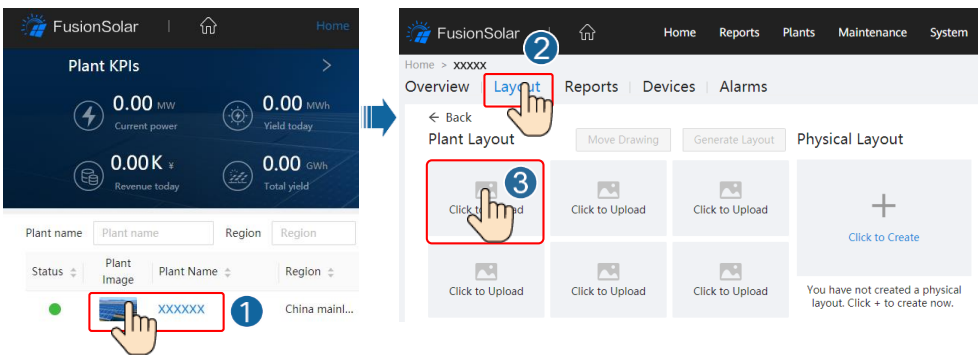 FusionSolar | Home
Plant KPIs >
0.00 MW
Current power
0.00 MWh
Yield today
0.00K ¥
Revenue today
0.00 GWh
Total yield
Plant name Plant name Region Region
Status Plant Image Plant Name Region
XXXXXX 1 China mainl...
FusionSolar | Home Reports Plants Maintenance System
2
Home > XXXXX
Overview Layout Reports Devices Alarms
← Back
Plant Layout Move Drawing Generate Layout Physical Layout
3
Click to Upload Click to Upload
+
Click to Create
Click to Upload Click to Upload Click to Upload
You have not created a physical
layout. Click + to create now.